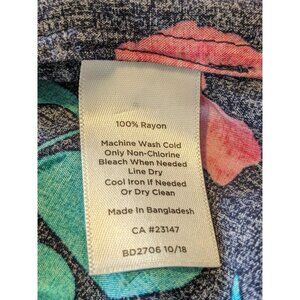 100% Rayon
Machine Wash Cold
Only Non-Chlorine
Bleach When Needed
Line Dry
Cool Iron If Needed
Or Dry Clean
Made In Bangladesh
CA #23147
BD2706 10/18